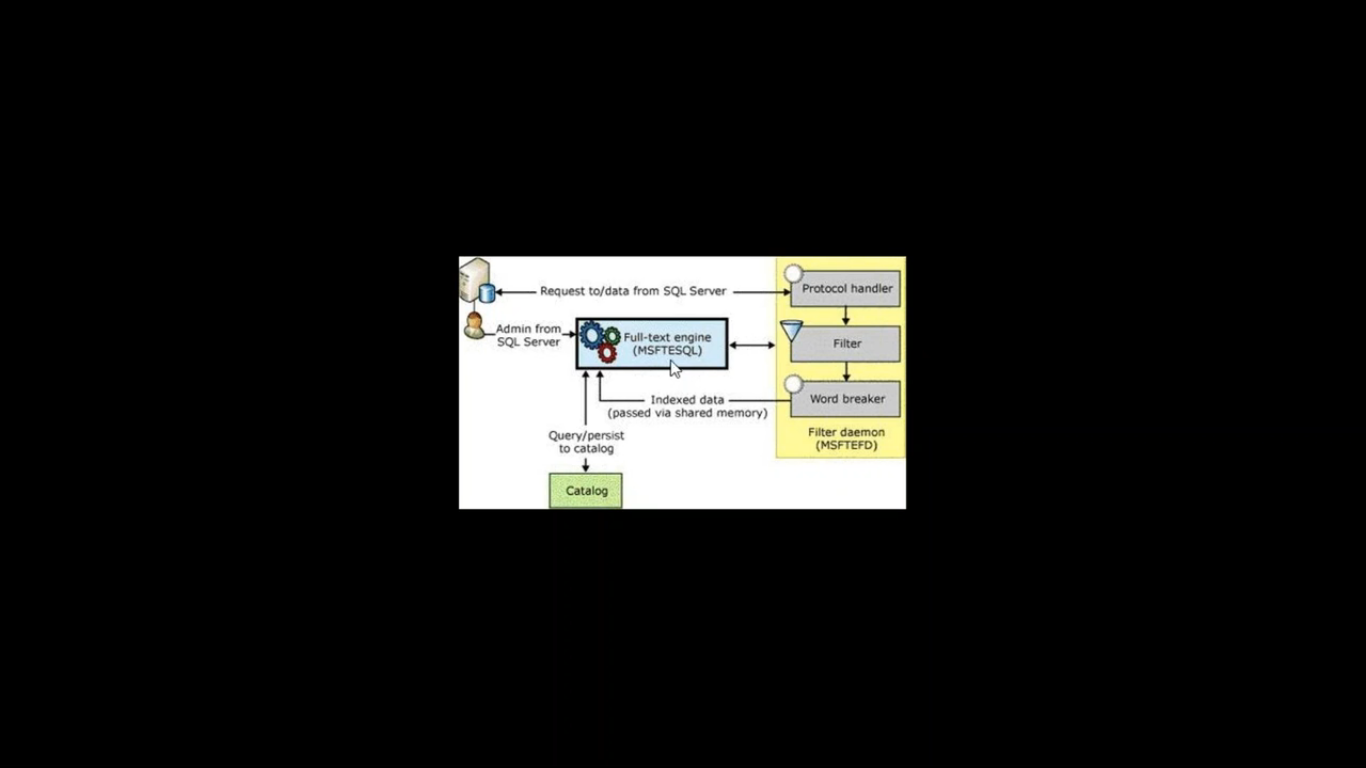 Request to/data from SQL Server
Protocol handler
Admin from
SQL Server
Full-text engine
(MSFTESQL)
Filter
Indexed data
(passed via shared memory)
Word breaker
Filter daemon
(MSFTEFD)
Query/persist
to catalog
Catalog